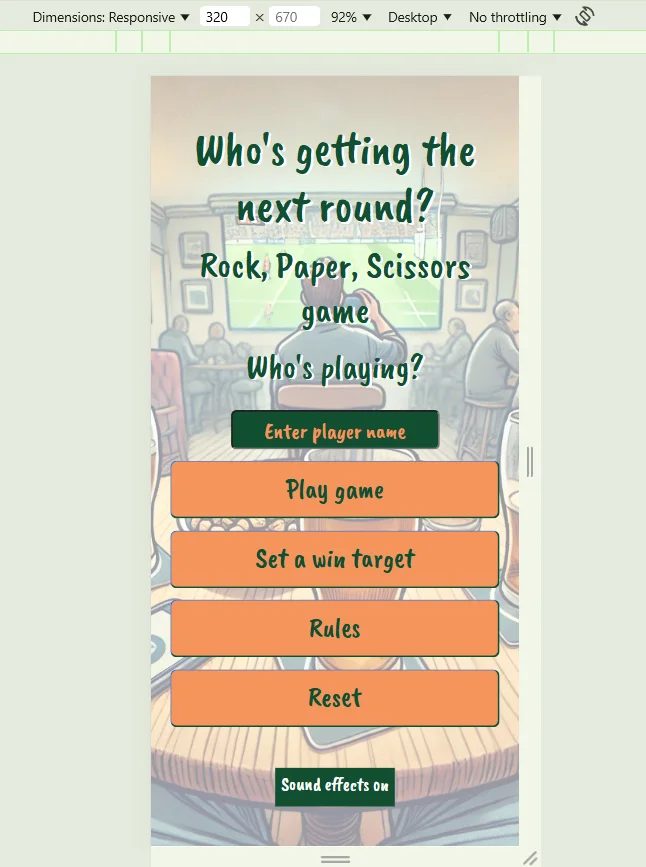 Dimensions: Responsive ▼ 320 × 670 92% ▼ Desktop ▼ No throttling ▼
Who's getting the
next round?
Rock, Paper, Scissors
game
Who's playing?
Enter player name
Play game
Set a win target
Rules
Reset
Sound effects on